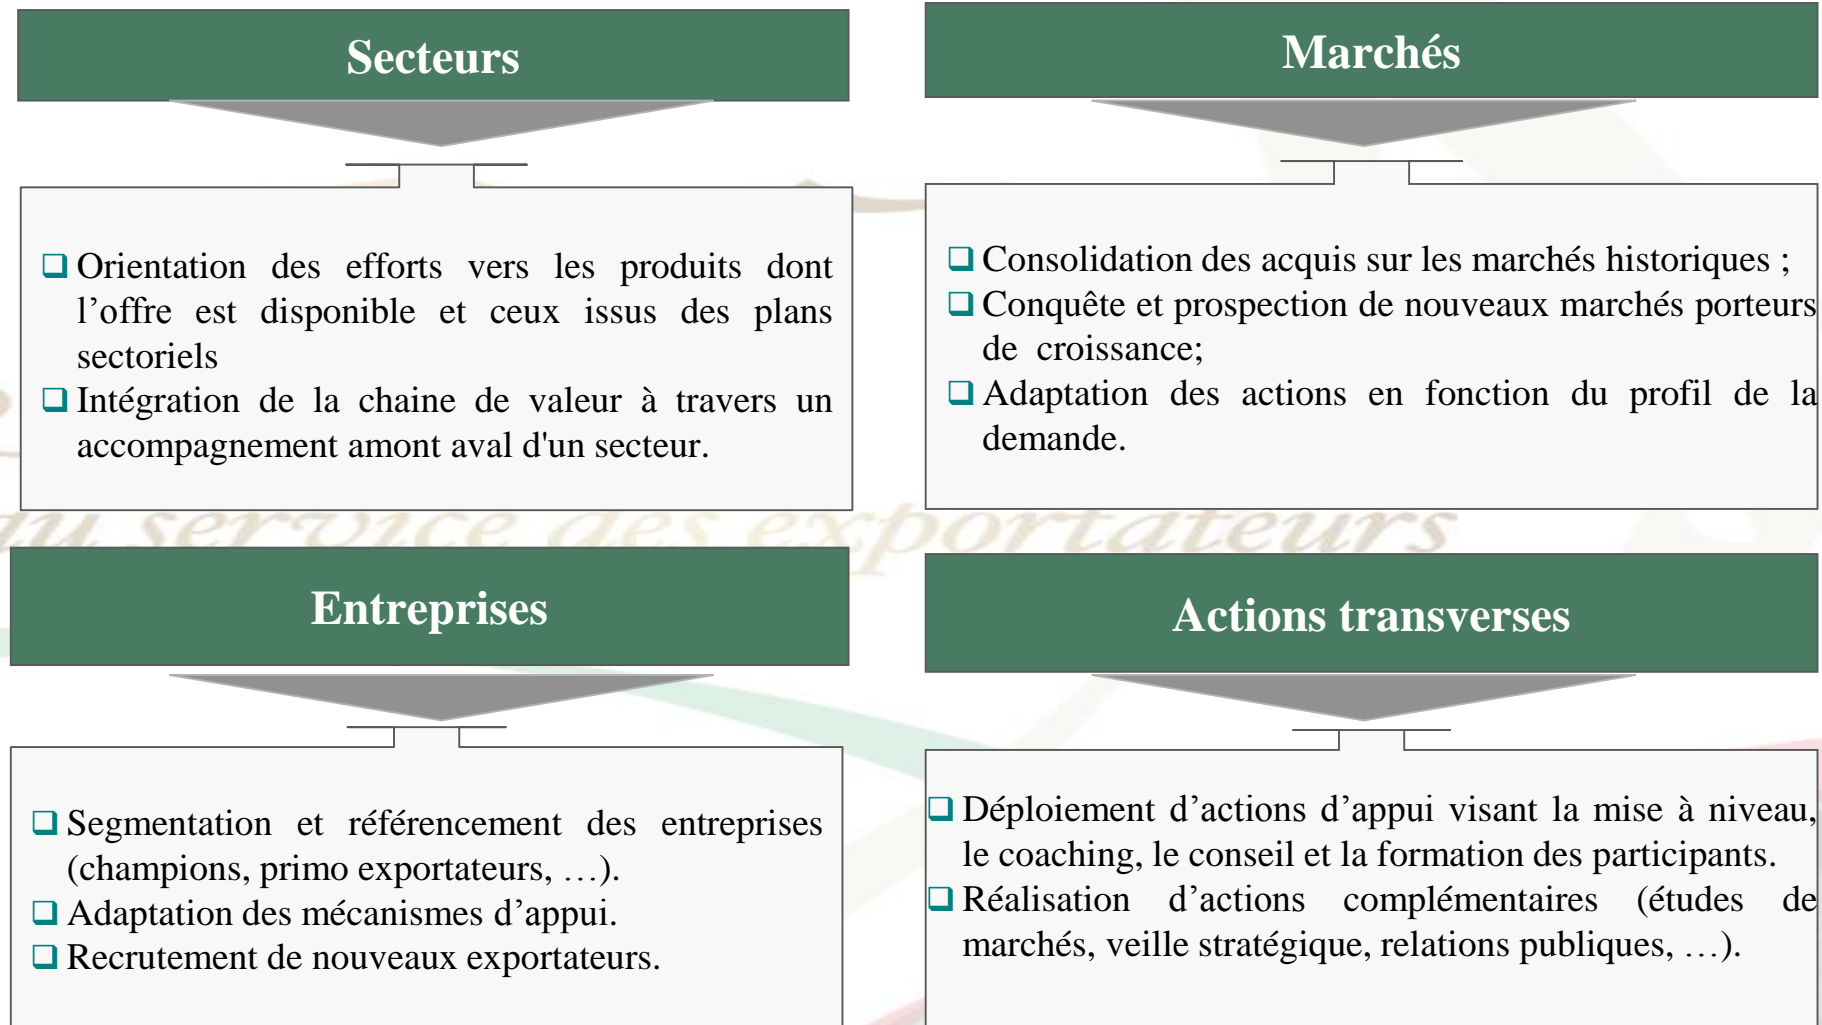 Secteurs
❑ Orientation des efforts vers les produits dont
l’offre est disponible et ceux issus des plans
sectoriels
❑ Intégration de la chaine de valeur à travers un
accompagnement amont aval d'un secteur.
Marchés
❑ Consolidation des acquis sur les marchés historiques ;
❑ Conquête et prospection de nouveaux marchés porteurs
de croissance;
❑ Adaptation des actions en fonction du profil de la
demande.
au service des exportateurs
Entreprises
❑ Segmentation et référencement des entreprises
(champions, primo exportateurs, …).
❑ Adaptation des mécanismes d’appui.
❑ Recrutement de nouveaux exportateurs.
Actions transverses
❑ Déploiement d’actions d’appui visant la mise à niveau,
le coaching, le conseil et la formation des participants.
❑ Réalisation d’actions complémentaires (études de
marchés, veille stratégique, relations publiques, …).